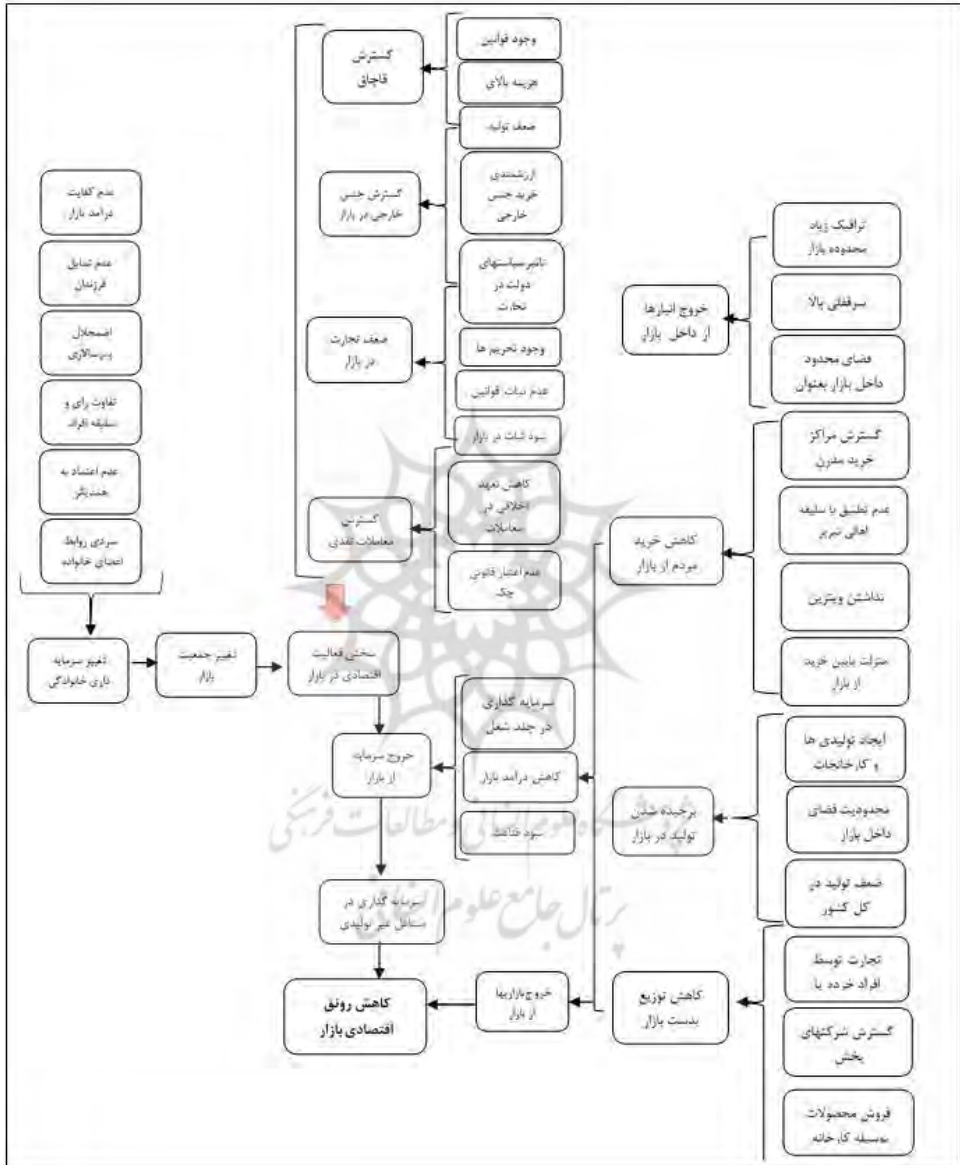 ترافیک زیاد
محدوده بازار
سرقفلی بالا
فضای محدود
داخل بازار بعنوان
خروج انبارها
از داخل بازار
گسترش مراکز
خرید مدرن
عدم تطبیق با سلیقه
اهالی تبریز
نداشتن ویترین
منزلت پایین خرید
از بازار
کاهش خرید
مردم از بازار
ایجاد تولیدی ها
و کارخانجات
محدودیت فضای
داخل بازار
ضعف تولید در
کل کشور
برچیده شدن
تولید در بازار
تجارت توسط
افراد خرده پا
گسترش شرکتهای
پخش
فروش محصولات
بوسیله کارخانه
کاهش توزیع
بدست بازار
وجود قوانین
هزینه بالای
ضعف تولید
ارزشمندی
خرید جنس
خارجی
تاثیر سیاستهای
دولت در
تجارت
وجود تحریم ها
عدم ثبات قوانین
سود ثبات در بازار
کاهش تعهد
اخلاقی در
معاملات
عدم اعتبار قانونی
چک
گسترش
قاچاق
گسترش جنس
خارجی در بازار
ضعف تجارت
در بازار
گسترش
معاملات نقدی
سرمایه گذاری
در چند شغل
کاهش درآمد بازار
سود
عدم کفایت
درآمد بازار
عدم تمایل
فرزندان
اضمحلال
پدرسالاری
تفاوت رای و
سلیقه افراد
عدم اعتماد به
همدیگر
سردی روابط
اعضای خانواده
تغییر سرمایه
داری خانوادگی
تغییر جمعیت
بازار
سختی فعالیت
اقتصادی در بازار
خروج سرمایه
از بازار
سرمایه گذاری در
مشاغل غیر تولیدی
خروج بازاریها
از بازار
کاهش رونق
اقتصادی بازار
پژوهشگاه علوم انسانی و مطالعات فرهنگی
پرتال جامع علوم انسانی